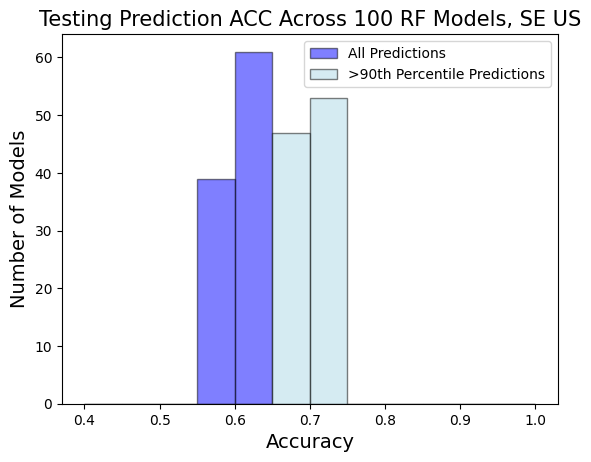 Testing Prediction ACC Across 100 RF Models, SE US
All Predictions
>90th Percentile Predictions
Number of Models
60
50
40
30
20
10
0
0.4 0.5 0.6 0.7 0.8 0.9 1.0
Accuracy